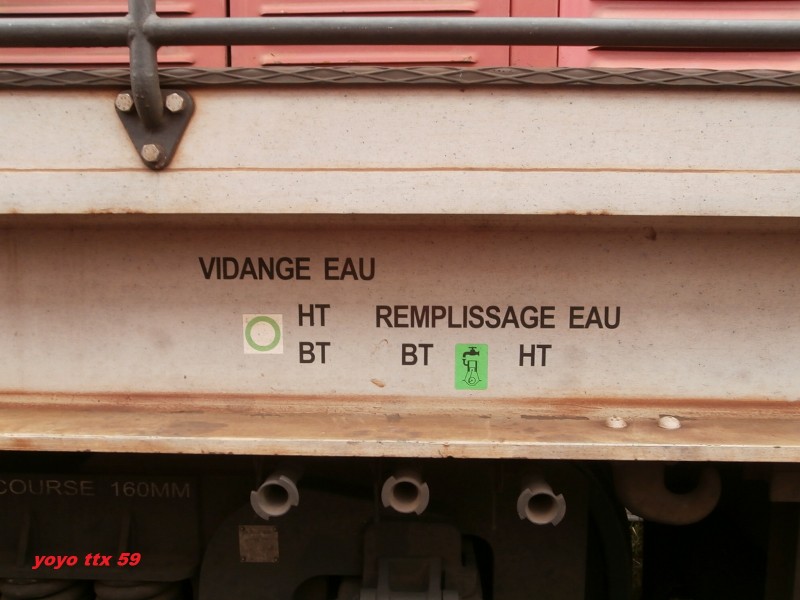 VIDANGE EAU
HT REMPLISSAGE EAU
BT BT HT
COURSE 160MM
yoyo ttx 59